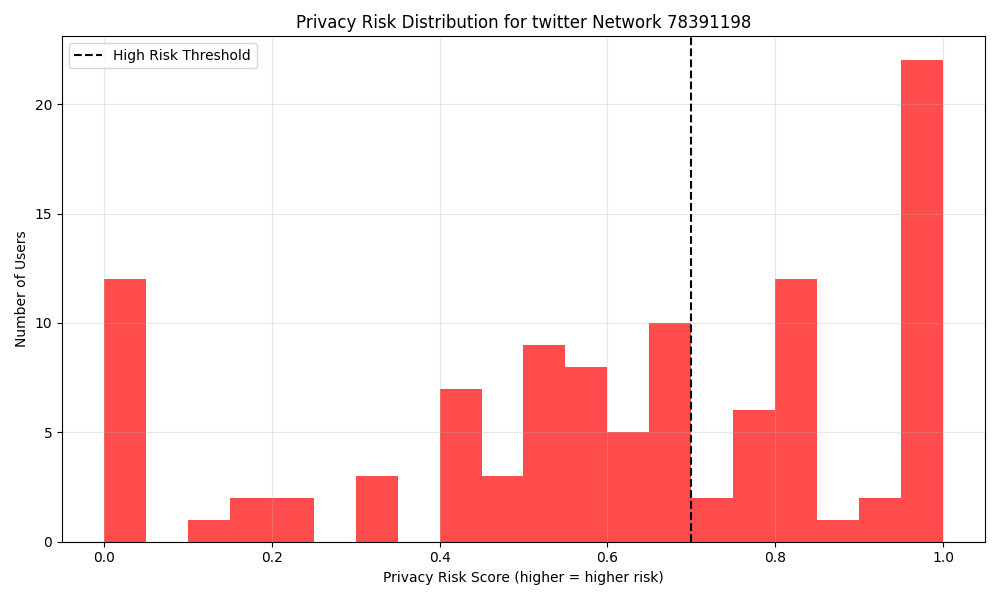 Privacy Risk Distribution for twitter Network 78391198
High Risk Threshold
Number of Users
20
15
10
5
0
0.0 0.2 0.4 0.6 0.8 1.0
Privacy Risk Score (higher = higher risk)